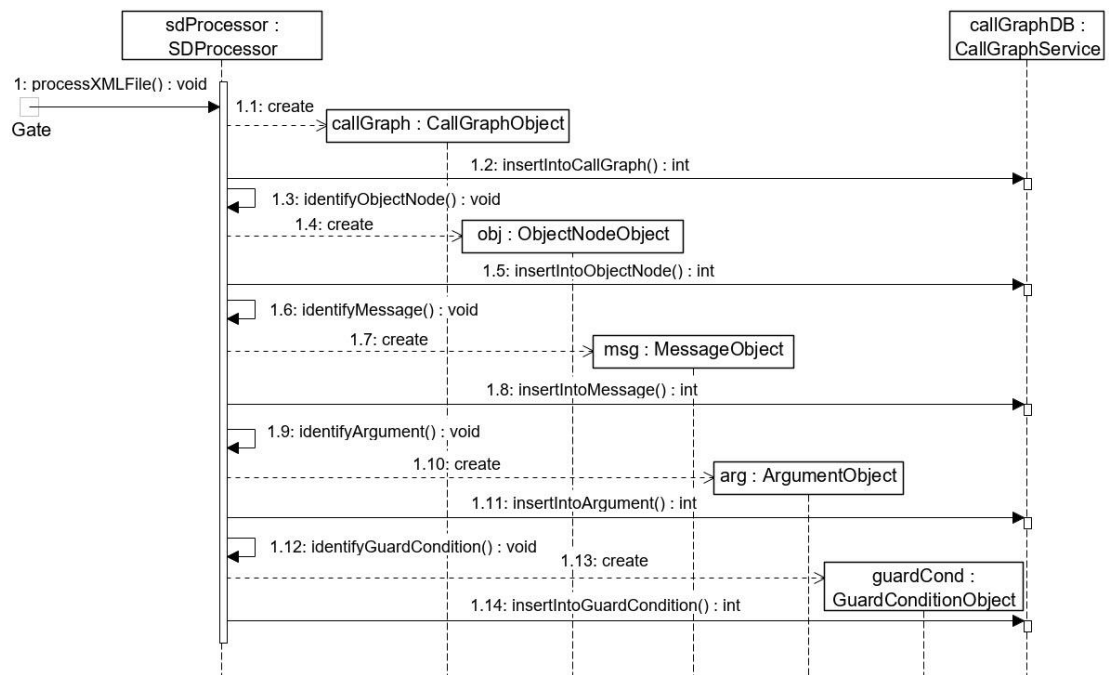 sdProcessor :
SDProcessor
callGraphDB :
CallGraphService
1: processXMLFile() : void
Gate
1.1: create
callGraph : CallGraphObject
1.2: insertIntoCallGraph() : int
1.3: identifyObjectNode() : void
1.4: create
obj : ObjectNodeObject
1.5: insertIntoObjectNode() : int
1.6: identifyMessage() : void
1.7: create
msg : MessageObject
1.8: insertIntoMessage() : int
1.9: identifyArgument() : void
1.10: create
arg : ArgumentObject
1.11: insertIntoArgument() : int
1.12: identifyGuardCondition() : void
1.13: create
guardCond :
GuardConditionObject
1.14: insertIntoGuardCondition() : int